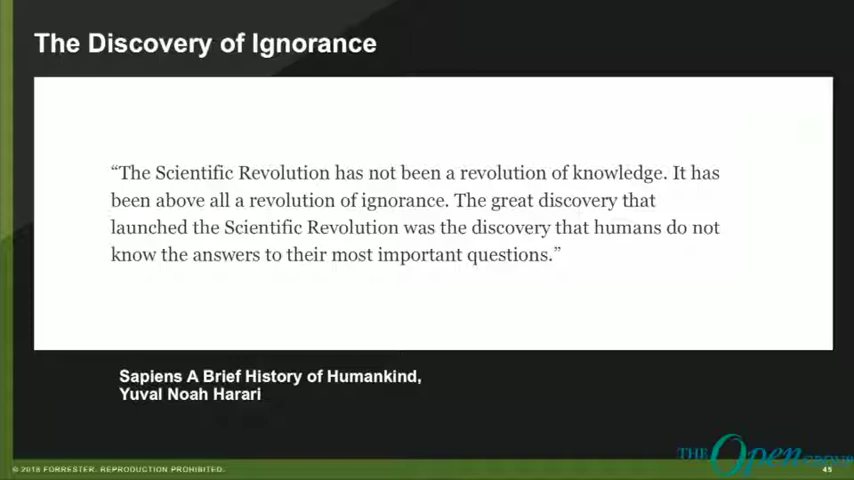 The Discovery of Ignorance
“The Scientific Revolution has not been a revolution of knowledge. It has
been above all a revolution of ignorance. The great discovery that
launched the Scientific Revolution was the discovery that humans do not
know the answers to their most important questions.”
Sapiens A Brief History of Humankind,
Yuval Noah Harari
THE Open GROUP
© 2018 FORRESTER. REPRODUCTION PROHIBITED.
45